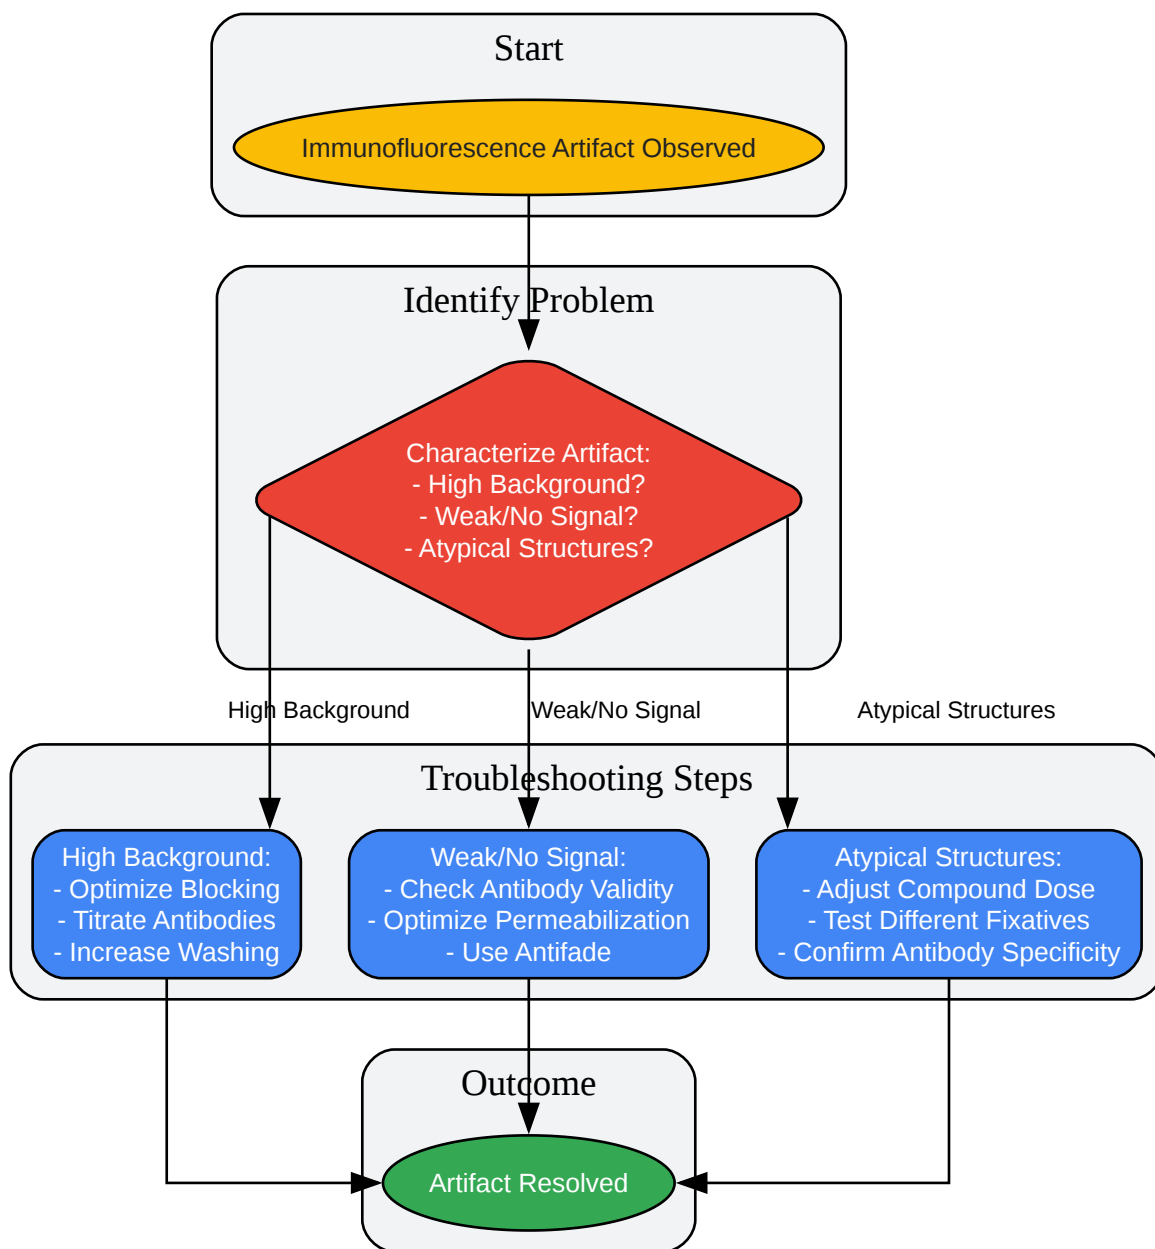 Start
Immunofluorescence Artifact Observed
Identify Problem
Characterize Artifact:
- High Background?
- Weak/No Signal?
- Atypical Structures?
High Background
Weak/No Signal
Atypical Structures
Troubleshooting Steps
High Background:
- Optimize Blocking
- Titrate Antibodies
- Increase Washing
Weak/No Signal:
- Check Antibody Validity
- Optimize Permeabilization
- Use Antifade
Atypical Structures:
- Adjust Compound Dose
- Test Different Fixatives
- Confirm Antibody Specificity
Outcome
Artifact Resolved